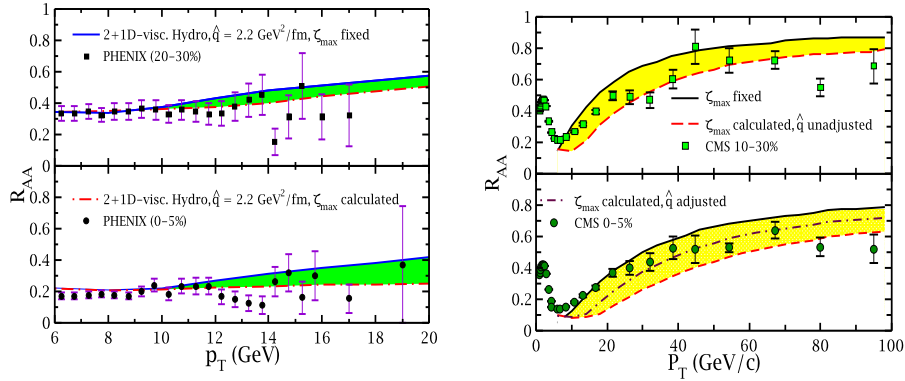 1
0.8
0.6
0.4
0.2
0
2+1D–visc. Hydro, q̂ = 2.2 GeV²/fm, ζmax fixed
PHENIX (20–30%)
0.8
0.6
0.4
0.2
0
2+1D–visc. Hydro, q̂ = 2.2 GeV²/fm, ζmax calculated
PHENIX (0–5%)
6 8 10 12 14 16 18 20
pT (GeV)
RAA
1
0.8
0.6
0.4
0.2
0
ζmax fixed
ζmax calculated, q̂ unadjusted
CMS 10–30%
0.8
0.6
0.4
0.2
0
ζmax calculated, q̂ adjusted
CMS 0–5%
0 20 40 60 80 100
PT (GeV/c)
RAA